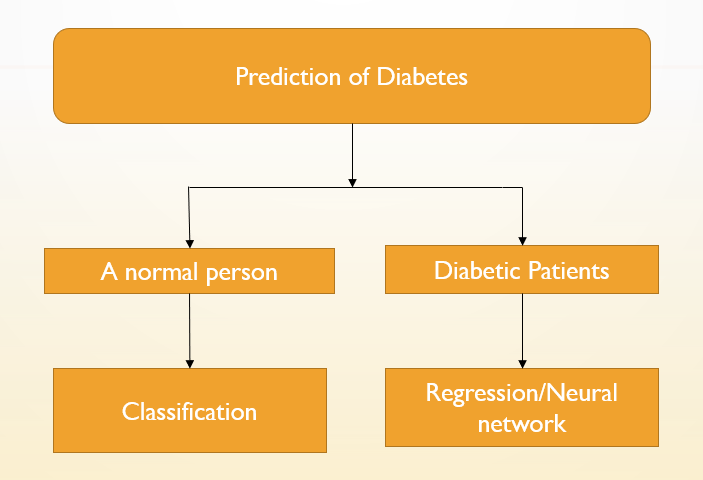 Prediction of Diabetes
A normal person
Diabetic Patients
Classification
Regression/Neural
network